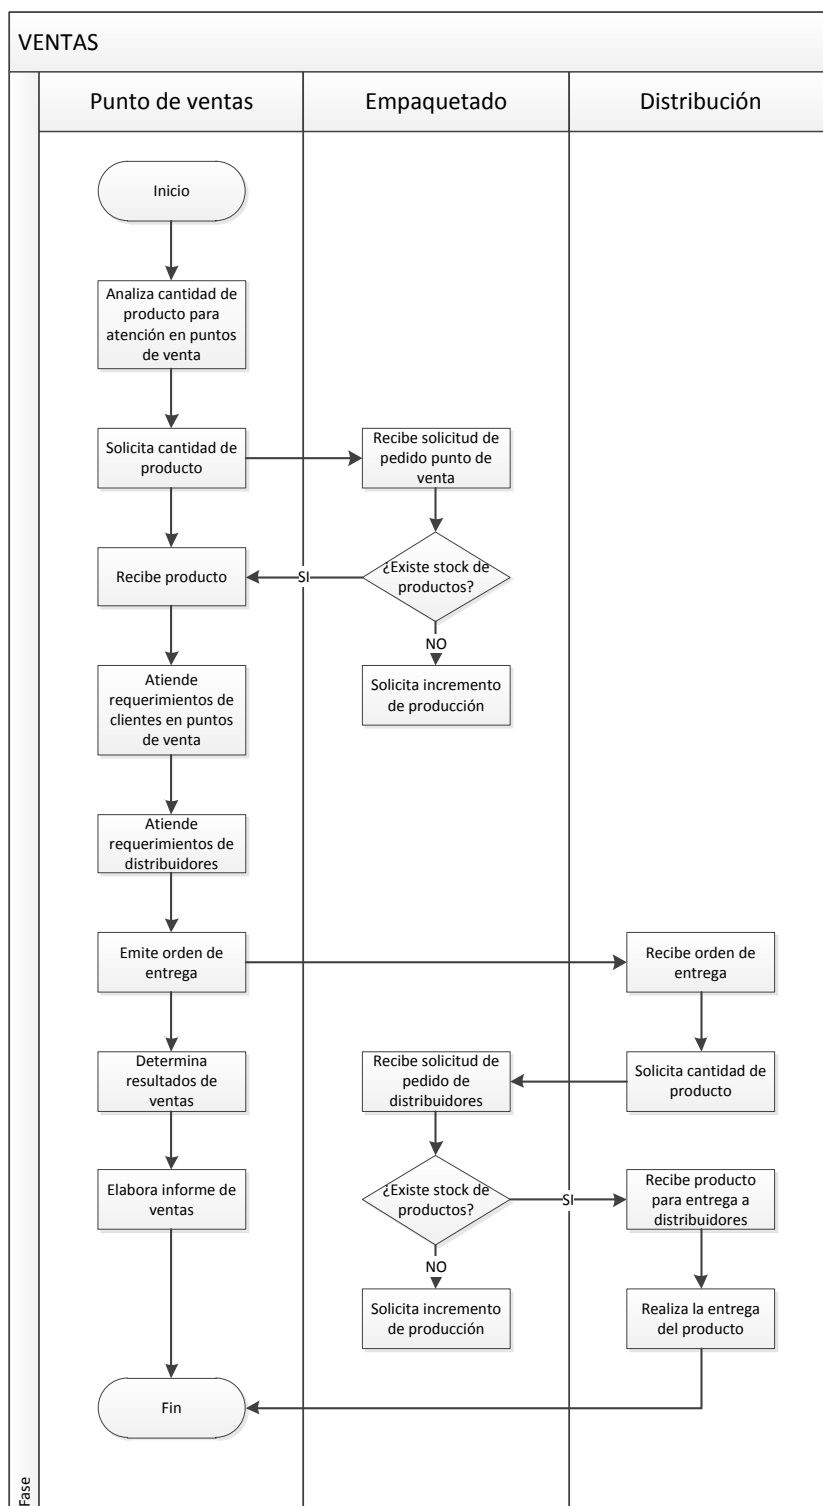 VENTAS
Punto de ventas
Empaquetado
Distribución
Inicio
Analiza cantidad de
producto para
atención en puntos
de venta
Solicita cantidad de
producto
Recibe solicitud de
pedido punto de
venta
Recibe producto
SI
¿Existe stock de
productos?
NO
Atiende
requerimientos de
clientes en puntos
de venta
Solicita incremento
de producción
Atiende
requerimientos de
distribuidores
Emite orden de
entrega
Recibe orden de
entrega
Determina
resultados de
ventas
Recibe solicitud de
pedido de
distribuidores
Solicita cantidad de
producto
Elabora informe de
ventas
¿Existe stock de
productos?
SI
Recibe producto
para entrega a
distribuidores
NO
Solicita incremento
de producción
Realiza la entrega
del producto
Fin
Fase